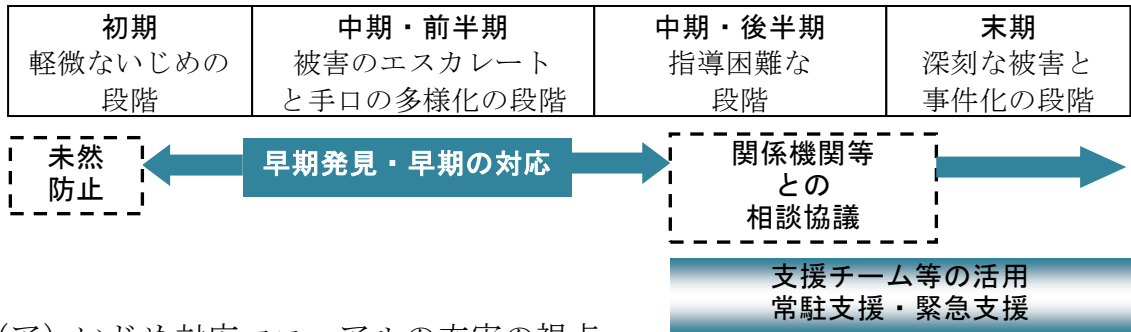 初期
軽微ないじめの
段階
中期・前半期
被害のエスカレート
と手口の多様化の段階
中期・後半期
指導困難な
段階
末期
深刻な被害と
事件化の段階
未然
防止
早期発見・早期の対応
関係機関等
との
相談協議
支援チーム等の活用
常駐支援・緊急支援